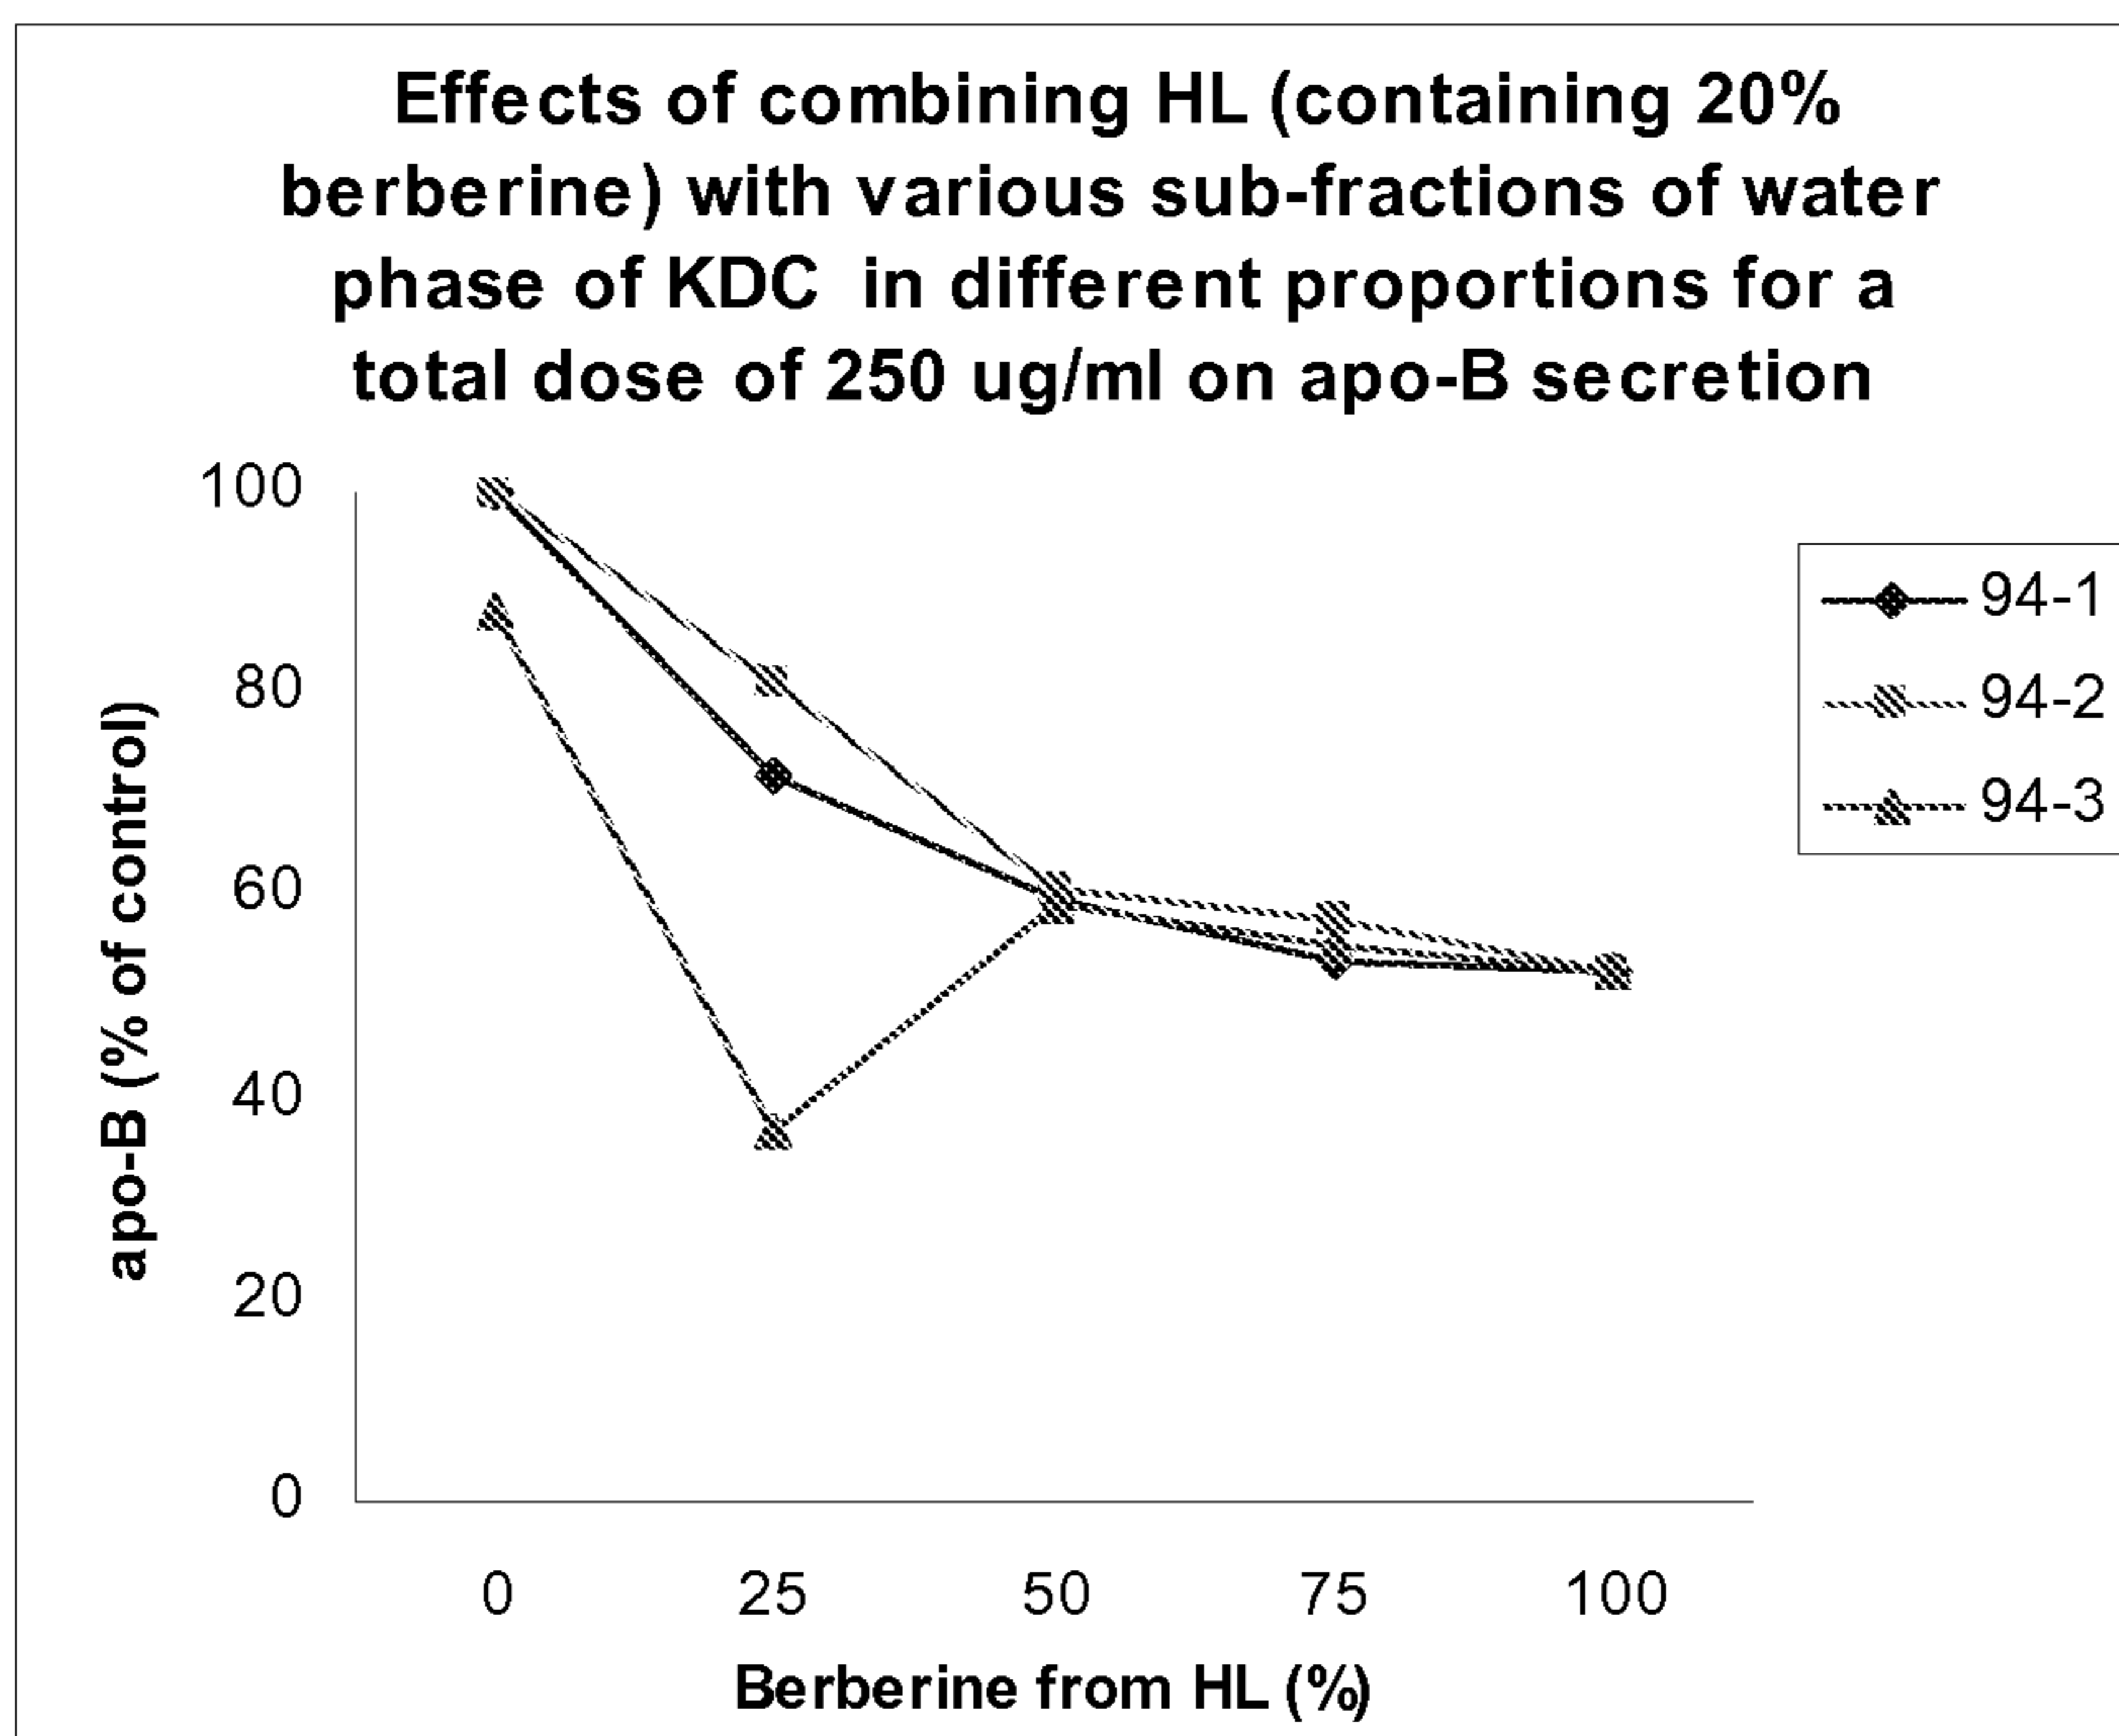 Effects of combining HL (containing 20%
berberine) with various sub-fractions of water
phase of KDC in different proportions for a
total dose of 250 ug/ml on apo-B secretion
100
80
60
40
20
0
apo-B (% of control)
0 25 50 75 100
Berberine from HL (%)
94-1
94-2
94-3